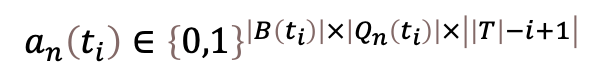 aₙ(tᵢ) ∈ {0,1}^{|B(tᵢ)|×|Qₙ(tᵢ)|×||T|−i+1|}